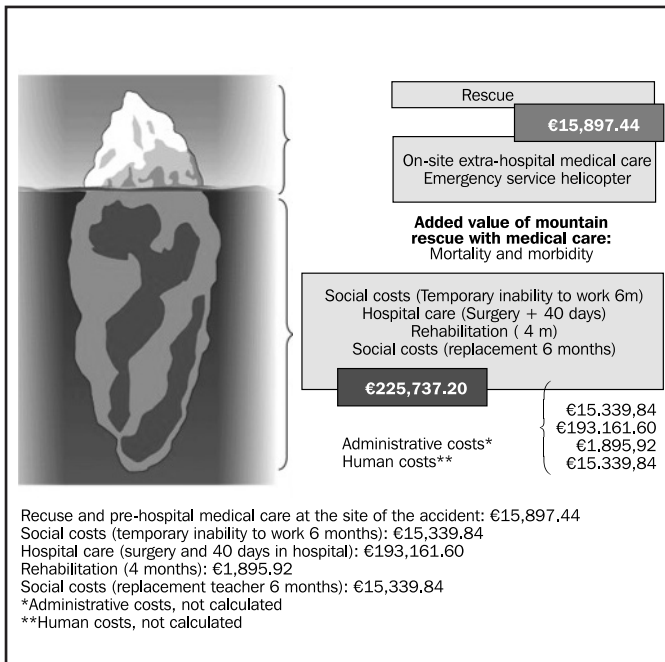 Rescue
€15,897.44
On-site extra-hospital medical care
Emergency service helicopter
Added value of mountain
rescue with medical care:
Mortality and morbidity
Social costs (Temporary inability to work 6m)
Hospital care (Surgery + 40 days)
Rehabilitation ( 4 m)
Social costs (replacement 6 months)
€225,737.20
Administrative costs*
Human costs**
€15.339,84
€193.161.60
€1.895,92
€15.339,84
Recuse and pre-hospital medical care at the site of the accident: €15,897.44
Social costs (temporary inability to work 6 months): €15,339.84
Hospital care (surgery and 40 days in hospital): €193,161.60
Rehabilitation (4 months): €1,895.92
Social costs (replacement teacher 6 months): €15,339.84
*Administrative costs, not calculated
**Human costs, not calculated